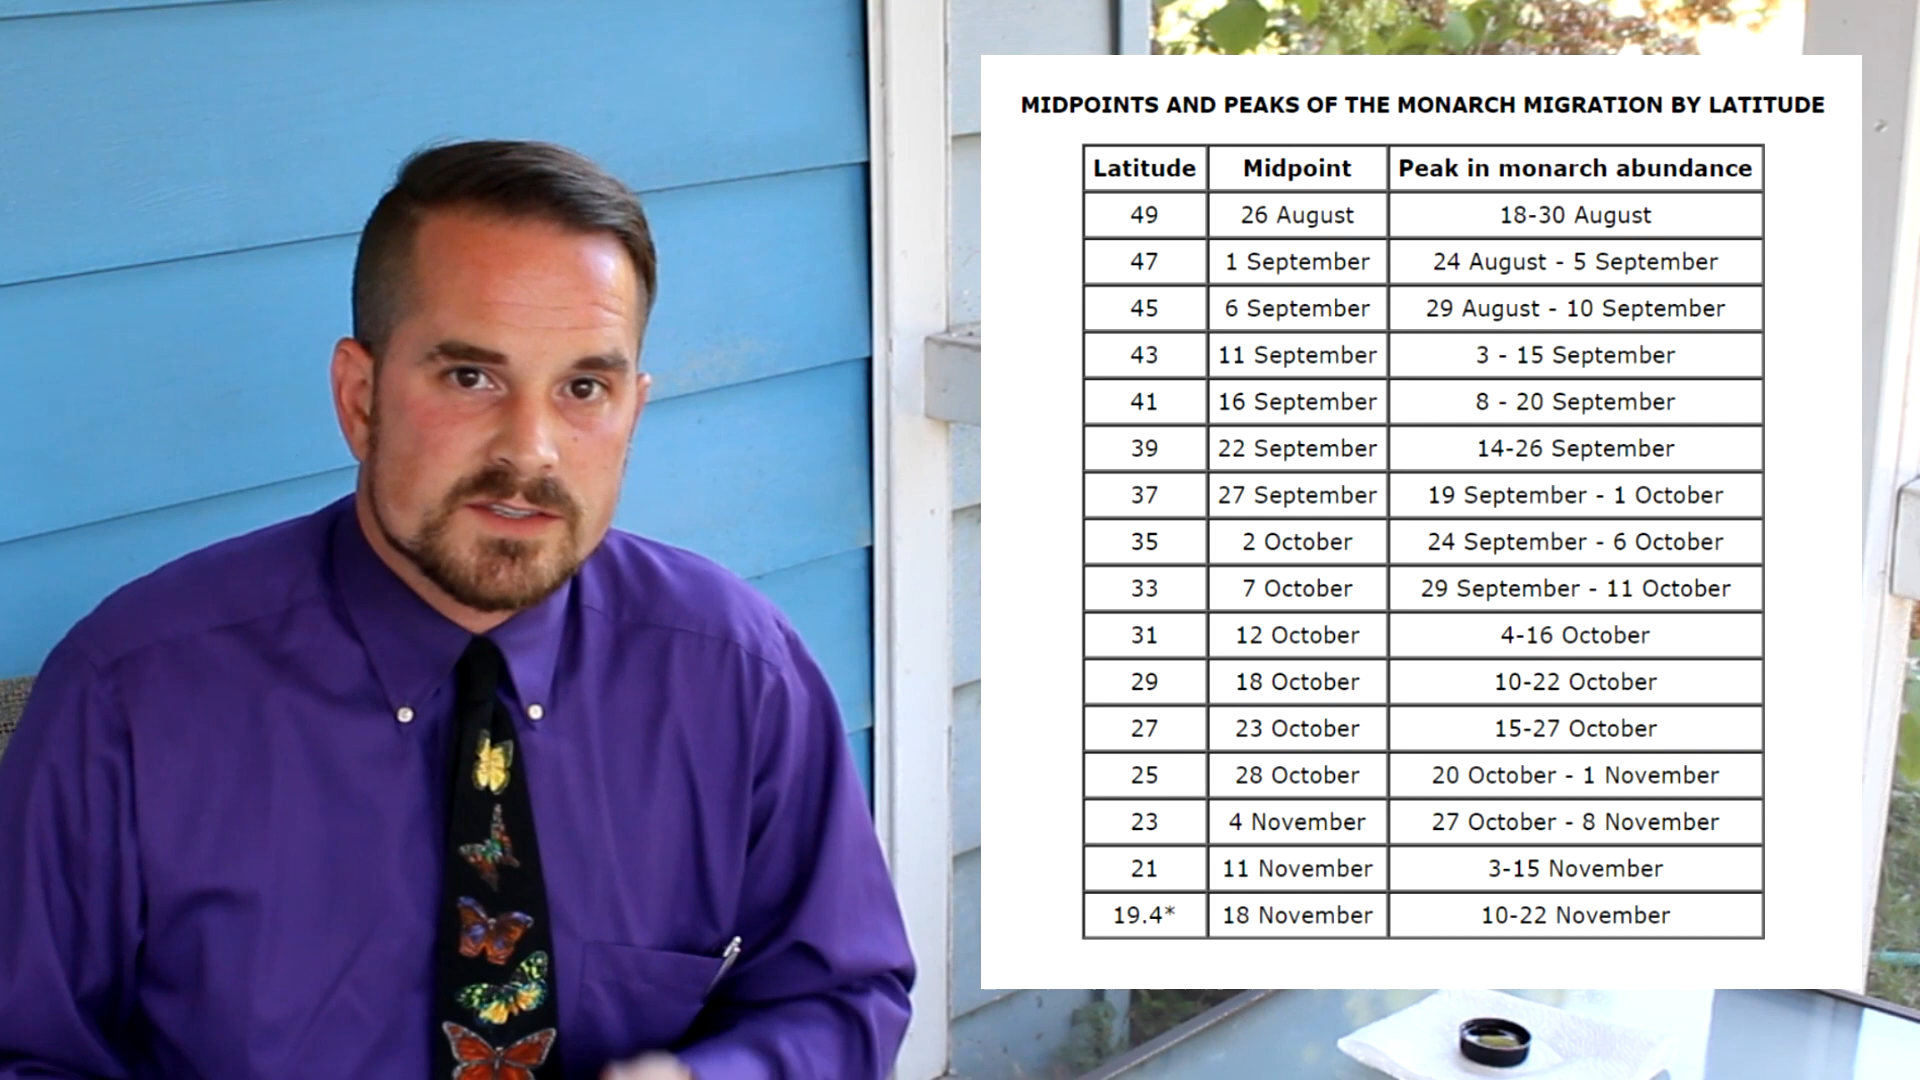 MIDPOINTS AND PEAKS OF THE MONARCH MIGRATION BY LATITUDE
Latitude Midpoint Peak in monarch abundance
49 26 August 18-30 August
47 1 September 24 August - 5 September
45 6 September 29 August - 10 September
43 11 September 3 - 15 September
41 16 September 8 - 20 September
39 22 September 14-26 September
37 27 September 19 September - 1 October
35 2 October 24 September - 6 October
33 7 October 29 September - 11 October
31 12 October 4-16 October
29 18 October 10-22 October
27 23 October 15-27 October
25 28 October 20 October - 1 November
23 4 November 27 October - 8 November
21 11 November 3-15 November
19.4* 18 November 10-22 November